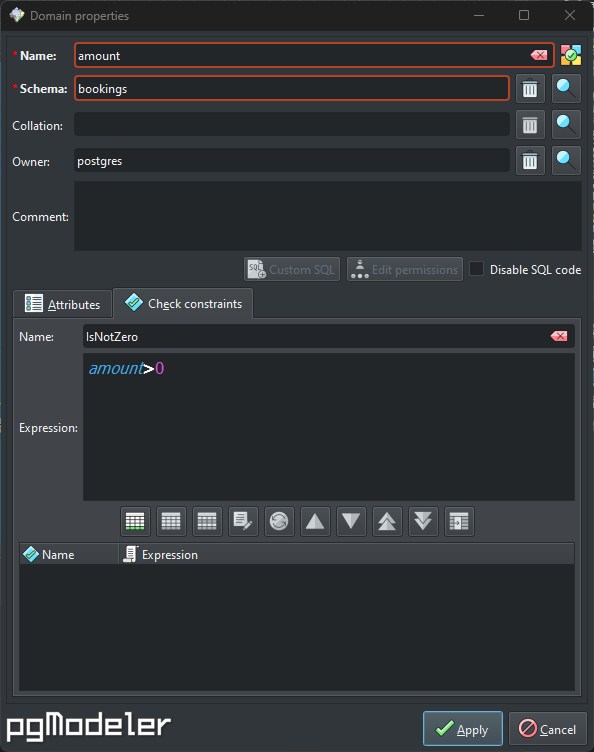 Domain properties
* Name: amount
* Schema: bookings
Collation:
Owner: postgres
Comment:
Custom SQL Edit permissions Disable SQL code
Attributes Check constraints
Name: IsNotZero
amount>0
Expression:
Name Expression
pgModeler Apply Cancel